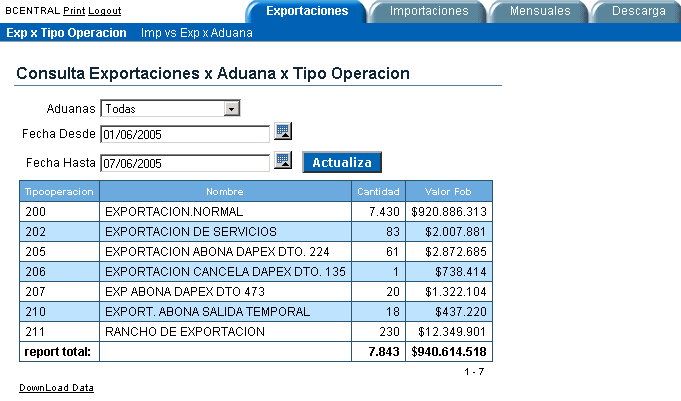 BCENTRAL Print Logout Exportaciones Importaciones Mensuales Descarga
Exp x Tipo Operacion Imp vs Exp x Aduana
Consulta Exportaciones x Aduana x Tipo Operacion
Aduanas Todas
Fecha Desde 01/06/2005
Fecha Hasta 07/06/2005 Actualiza
Tipooperacion Nombre Cantidad Valor Fob
200 EXPORTACION.NORMAL 7.430 $920.886.313
202 EXPORTACION DE SERVICIOS 83 $2.007.881
205 EXPORTACION ABONA DAPEX DTO. 224 61 $2.872.685
206 EXPORTACION CANCELA DAPEX DTO. 135 1 $738.414
207 EXP ABONA DAPEX DTO 473 20 $1.322.104
210 EXPORT. ABONA SALIDA TEMPORAL 18 $437.220
211 RANCHO DE EXPORTACION 230 $12.349.901
report total: 7.843 $940.614.518
1 - 7
DownLoad Data